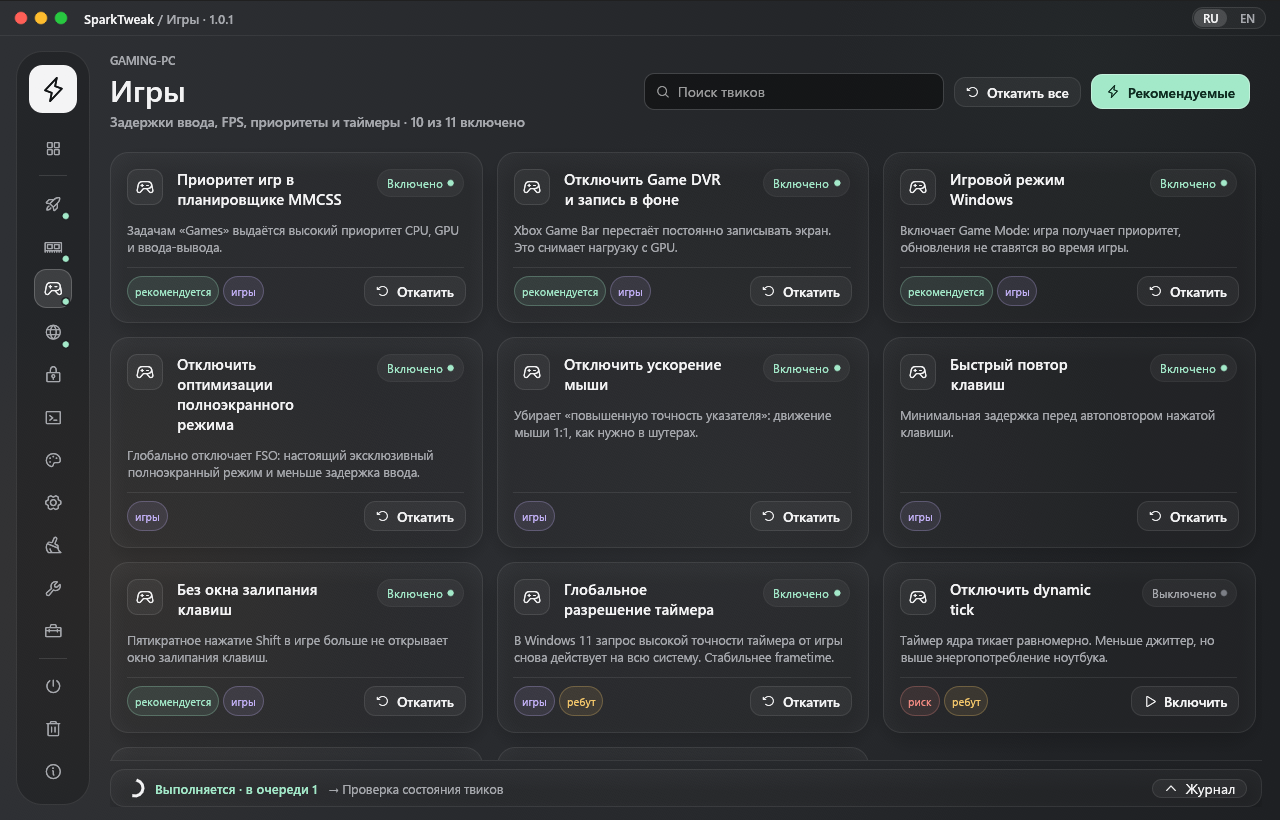 SparkTweak / Игры · 1.0.1
RU EN
GAMING-PC
Игры
Задержки ввода, FPS, приоритеты и таймеры · 10 из 11 включено
Поиск твиков
Откатить все
Рекомендуемые
Приоритет игр в
планировщике MMCSS
Включено
Задачам «Games» выдаётся высокий приоритет CPU, GPU
и ввода-вывода.
рекомендуется игры Откатить
Отключить Game DVR
и запись в фоне
Включено
Xbox Game Bar перестаёт постоянно записывать экран.
Это снимает нагрузку с GPU.
рекомендуется игры Откатить
Игровой режим
Windows
Включено
Включает Game Mode: игра получает приоритет,
обновления не ставятся во время игры.
рекомендуется игры Откатить
Отключить
оптимизации
полноэкранного
режима
Включено
Глобально отключает FSO: настоящий эксклюзивный
полноэкранный режим и меньше задержка ввода.
игры Откатить
Отключить ускорение
мыши
Включено
Убирает «повышенную точность указателя»: движение
мыши 1:1, как нужно в шутерах.
игры Откатить
Быстрый повтор
клавиш
Включено
Минимальная задержка перед автоповтором нажатой
клавиши.
игры Откатить
Без окна залипания
клавиш
Включено
Пятикратное нажатие Shift в игре больше не открывает
окно залипания клавиш.
рекомендуется игры Откатить
Глобальное
разрешение таймера
Включено
В Windows 11 запрос высокой точности таймера от игры
снова действует на всю систему. Стабильнее frametime.
игры ребут Откатить
Отключить dynamic
tick
Выключено
Таймер ядра тикает равномерно. Меньше джиттер, но
выше энергопотребление ноутбука.
риск ребут Включить
Выполняется · в очереди 1 → Проверка состояния твиков
Журнал